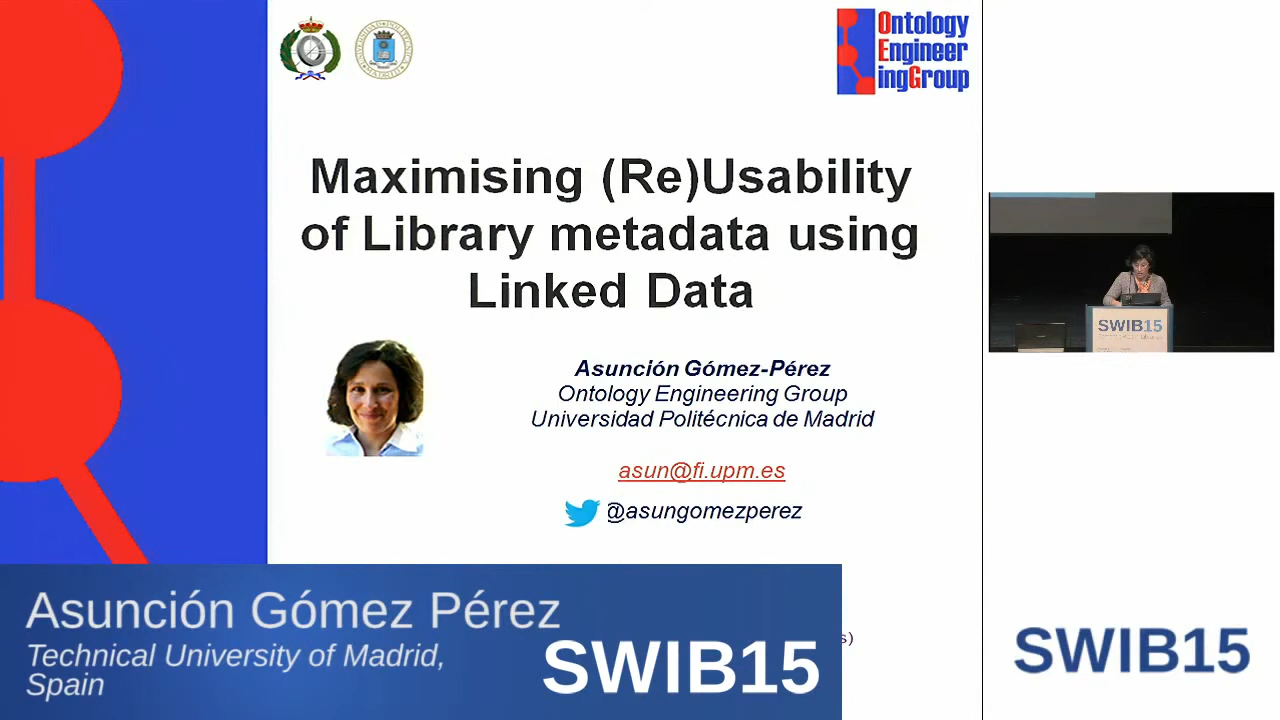 Ontology
Engineer
ingGroup
Maximising (Re)Usability
of Library metadata using
Linked Data
Asunción Gómez-Pérez
Ontology Engineering Group
Universidad Politécnica de Madrid
asun@fi.upm.es
@asungomezperez
s)
Asunción Gómez Pérez
Technical University of Madrid,
Spain
SWIB15
SWIB15
SWIB15